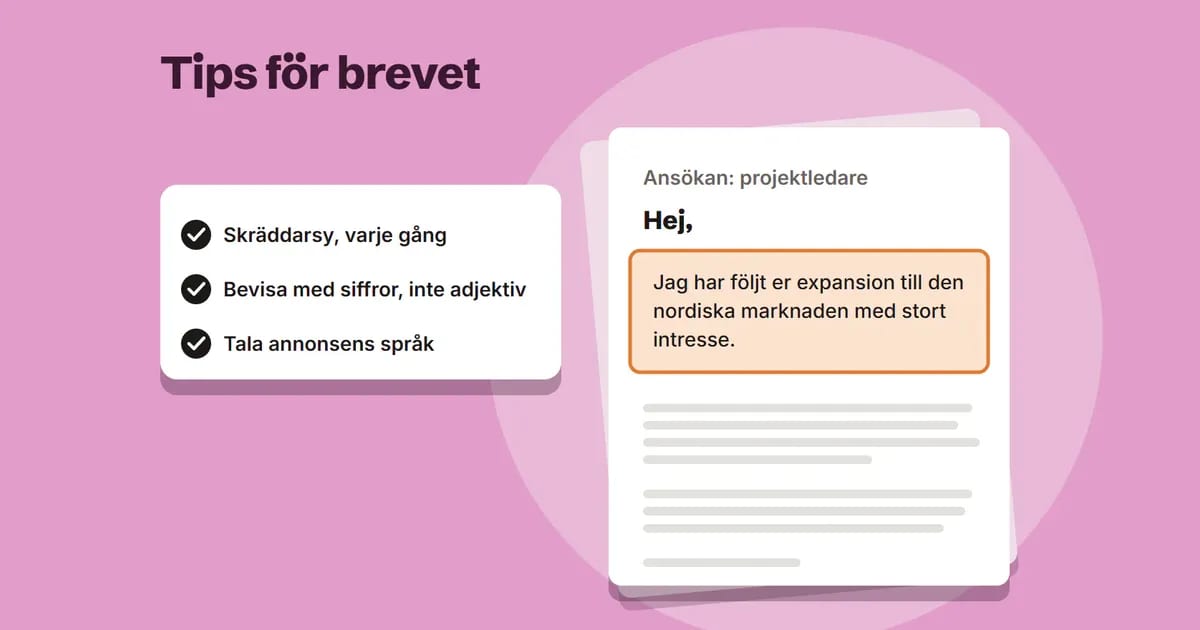 Tips för brevet
Skräddarsy, varje gång
Bevisa med siffror, inte adjektiv
Tala annonsens språk
Ansökan: projektledare
Hej,
Jag har följt er expansion till den
nordiska marknaden med stort
intresse.